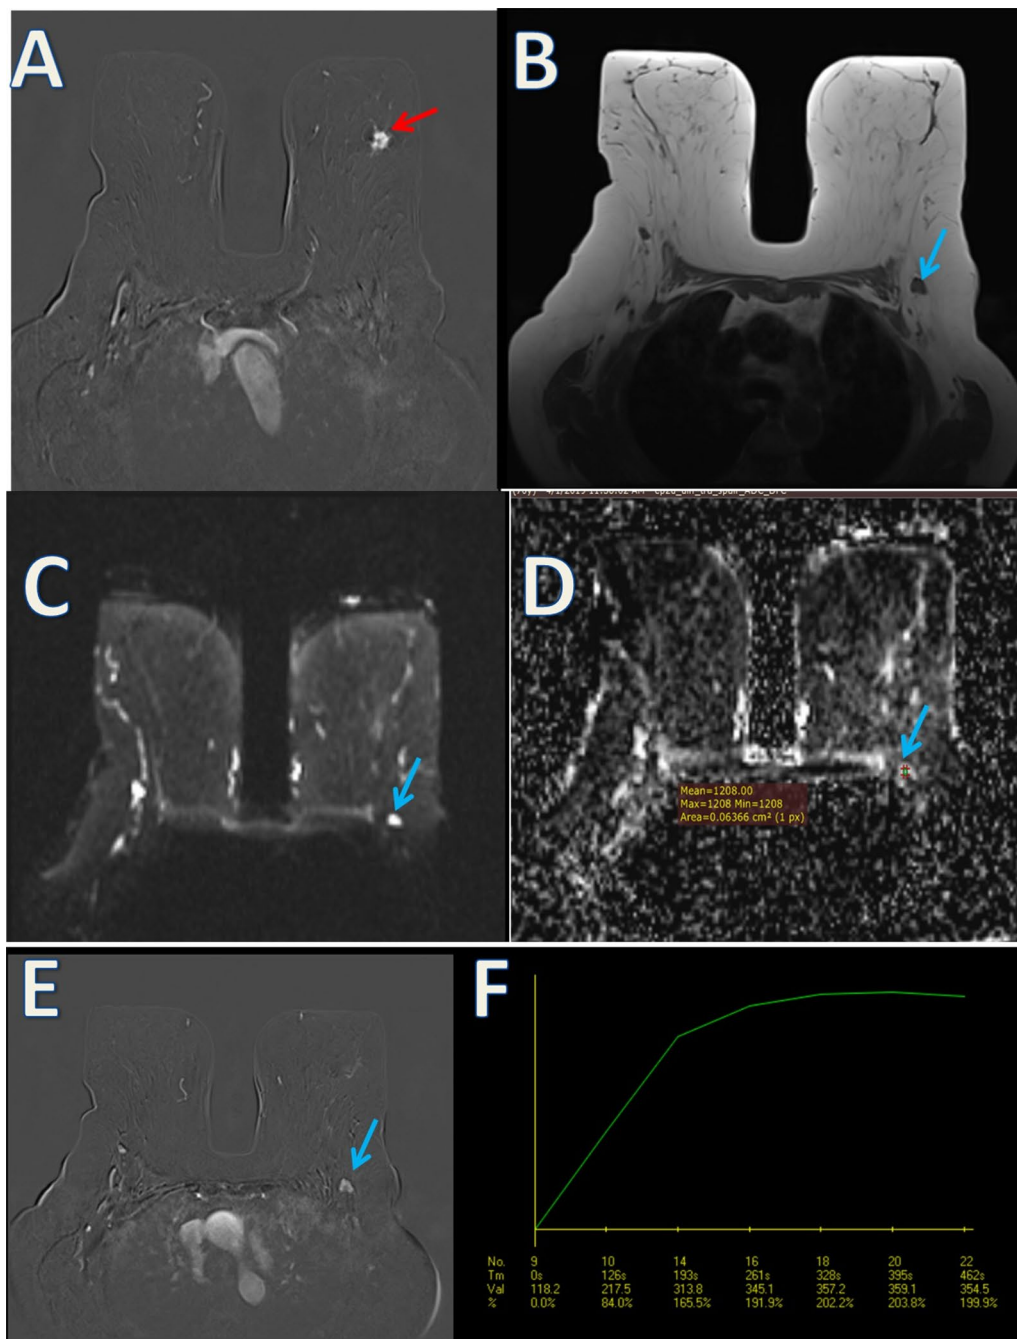 A
B
C
D
Mean=1208.00
Max=1208 Min=1208
Area=0.06366 cm² (1 px)
E
F
No. 9 10 14 16 18 20 22
Tm 0s 126s 193s 261s 328s 395s 462s
Val 118.2 217.5 313.8 345.1 357.2 359.1 354.5
% 0.0% 84.0% 165.5% 191.9% 202.2% 203.8% 199.9%